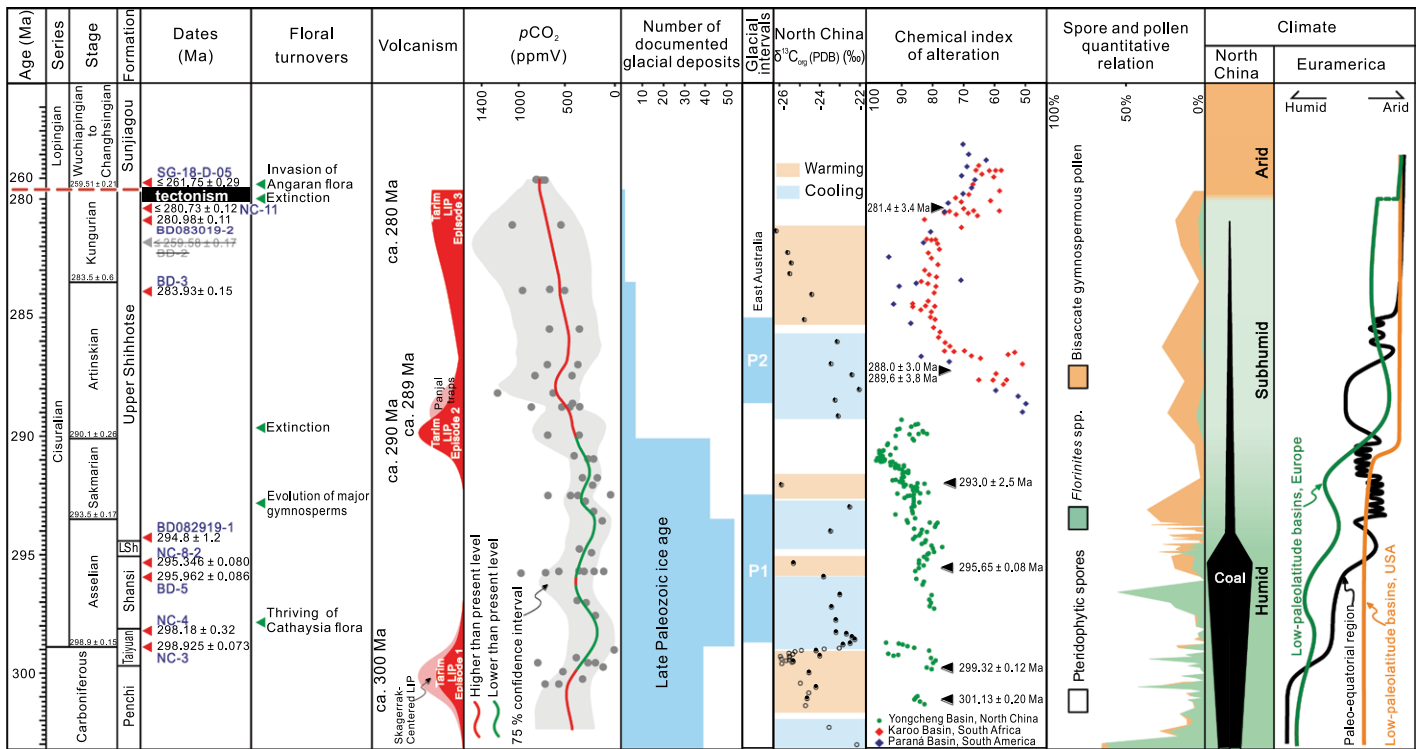 Age (Ma)
Series
Stage
Formation
Dates
(Ma)
Floral
turnovers
Volcanism
pCO₂
(ppmV)
1400
1000
500
0
Number of
documented
glacial deposits
0
10
20
30
40
50
Glacial
intervals
North China
δ¹³Corg (PDB) (‰)
-26
-24
-22
Chemical index
of alteration
100
90
80
70
60
50
Spore and pollen
quantitative
relation
100%
50%
0%
Climate
North
China
Euramerica
Humid
Arid
260
280
285
290
295
300
Lopingian
Cisuralian
Carboniferous
Wuchiapingian
to
Changhsingian
259.51 ± 0.21
Kungurian
283.5 ± 0.6
Artinskian
290.1 ± 0.26
Sakmarian
293.5 ± 0.17
Asselian
298.9 ± 0.15
Sunjiagou
Upper Shihhotse
LSh
Shansi
Taiyuan
Penchi
SG-18-D-05
≤ 261.75 ± 0.29
tectonism
≤ 280.73 ± 0.12
NC-11
280.98 ± 0.11
BD083019-2
≤ 259.58 ± 0.17
BD-2
BD-3
283.93 ± 0.15
BD082919-1
294.8 ± 1.2
NC-8-2
295.346 ± 0.080
295.962 ± 0.086
BD-5
NC-4
298.18 ± 0.32
298.925 ± 0.073
NC-3
Invasion of
Angaran flora
Extinction
Extinction
Evolution of major
gymnosperms
Thriving of
Cathaysia flora
ca. 280 Ma
Tarim LIP
Episode 3
ca. 289 Ma
Panjal
traps
ca. 290 Ma
Tarim
LIP
Episode 2
ca. 300 Ma
Tarim
LIP
Episode 1
Skagerrak-
Centered LIP
Higher than present level
Lower than present level
75 % confidence interval
Late Paleozoic ice age
East Australia
P2
P1
Warming
Cooling
281.4 ± 3.4 Ma
288.0 ± 3.0 Ma
289.6 ± 3.8 Ma
293.0 ± 2.5 Ma
295.65 ± 0.08 Ma
299.32 ± 0.12 Ma
301.13 ± 0.20 Ma
Yongcheng Basin, North China
Karoo Basin, South Africa
Paraná Basin, South America
Bisaccate gymnospermous pollen
Florinites spp.
Pteridophytic spores
Arid
Subhumid
Humid
Coal
Low-paleolatitude basins, Europe
Paleo-equatorial region
Low-paleolatitude basins, USA